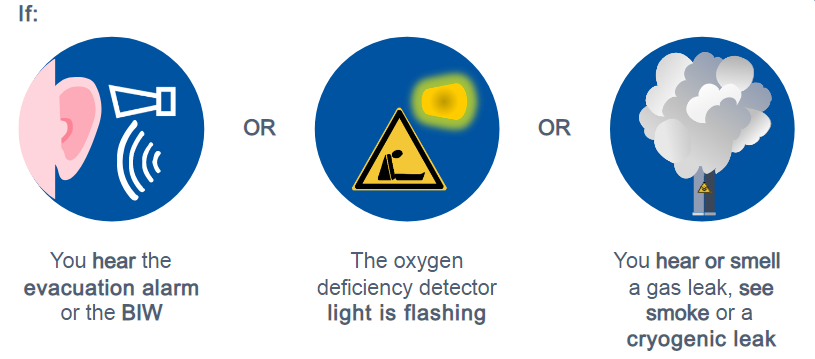 If:
OR
OR
You hear the
evacuation alarm
or the BIW
The oxygen
deficiency detector
light is flashing
You hear or smell
a gas leak, see
smoke or a
cryogenic leak